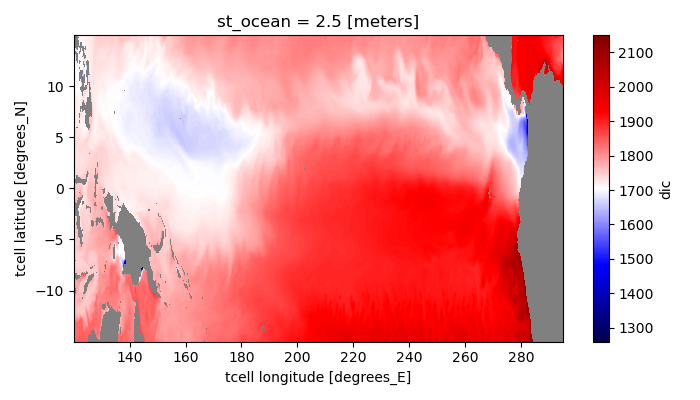 st_ocean = 2.5 [meters]
tcell latitude [degrees_N]
10
5
0
−5
−10
140 160 180 200 220 240 260 280
tcell longitude [degrees_E]
2100
2000
1900
1800
1700
1600
1500
1400
1300
dic